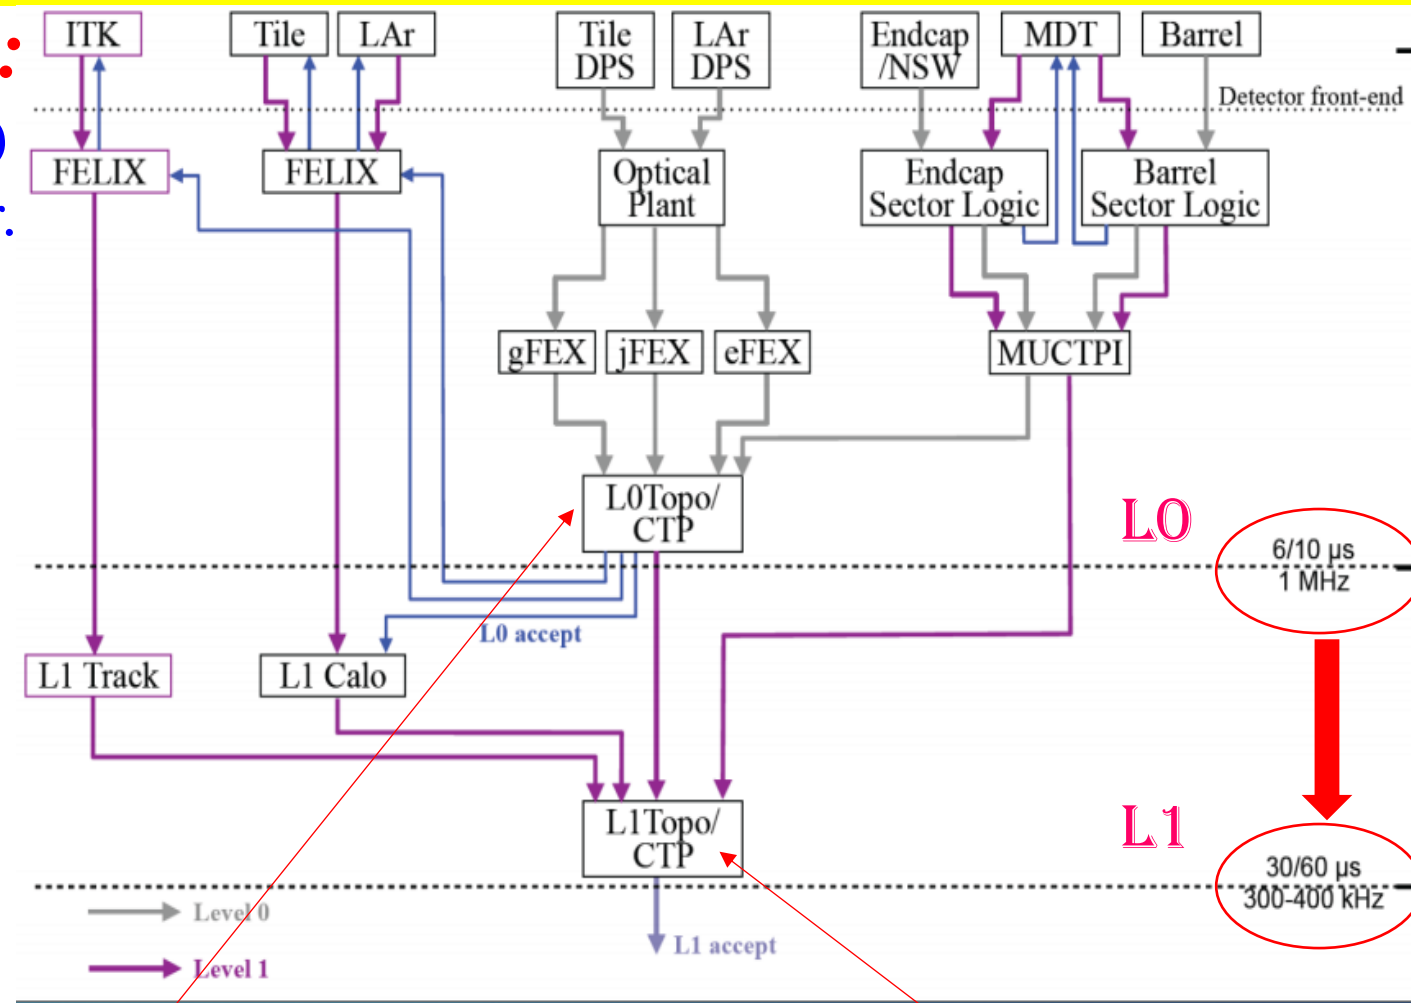 ITK
Tile
LAr
Tile
DPS
LAr
DPS
Endcap
/NSW
MDT
Barrel
Detector front-end
FELIX
FELIX
Optical
Plant
Endcap
Sector Logic
Barrel
Sector Logic
gFEX
jFEX
eFEX
MUCTPI
L0Topo/
CTP
L0
6/10 μs
1 MHz
L0 accept
L1 Track
L1 Calo
L1Topo/
CTP
L1
30/60 μs
300-400 kHz
Level 0
L1 accept
Level 1